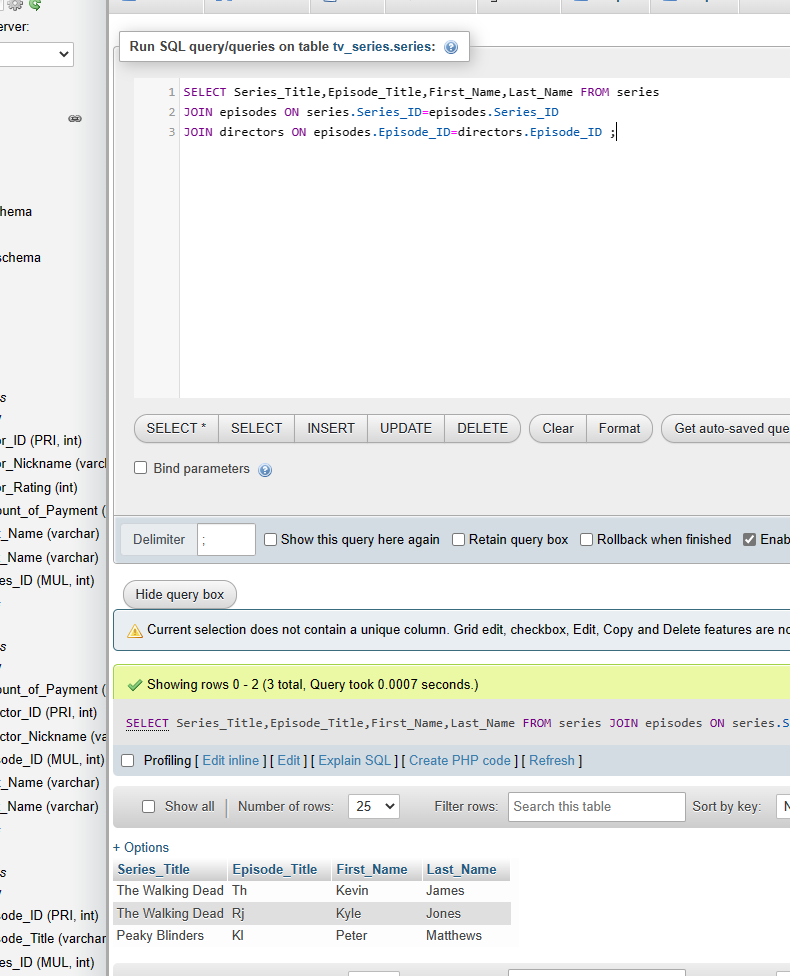 erver:
Run SQL query/queries on table tv_series.series:
1 SELECT Series_Title,Episode_Title,First_Name,Last_Name FROM series
2 JOIN episodes ON series.Series_ID=episodes.Series_ID
3 JOIN directors ON episodes.Episode_ID=directors.Episode_ID ;
hema
schema
s
or_ID (PRI, int)
or_Nickname (varcl
or_Rating (int)
ount_of_Payment (
t_Name (varchar)
_Name (varchar)
es_ID (MUL, int)
s
ount_of_Payment (
ctor_ID (PRI, int)
ctor_Nickname (va
ode_ID (MUL, int)
t_Name (varchar)
_Name (varchar)
s
ode_ID (PRI, int)
ode_Title (varchar
es_ID (MUL, int)
SELECT * SELECT INSERT UPDATE DELETE Clear Format Get auto-saved que
Bind parameters
Delimiter ; Show this query here again Retain query box Rollback when finished Enab
Hide query box
Current selection does not contain a unique column. Grid edit, checkbox, Edit, Copy and Delete features are no
Showing rows 0 - 2 (3 total, Query took 0.0007 seconds.)
SELECT Series_Title,Episode_Title,First_Name,Last_Name FROM series JOIN episodes ON series.S
Profiling [ Edit inline ] [ Edit ] [ Explain SQL ] [ Create PHP code ] [ Refresh ]
Show all Number of rows: 25 Filter rows: Search this table Sort by key: N
+ Options
Series_Title Episode_Title First_Name Last_Name
The Walking Dead Th Kevin James
The Walking Dead Rj Kyle Jones
Peaky Blinders Kl Peter Matthews